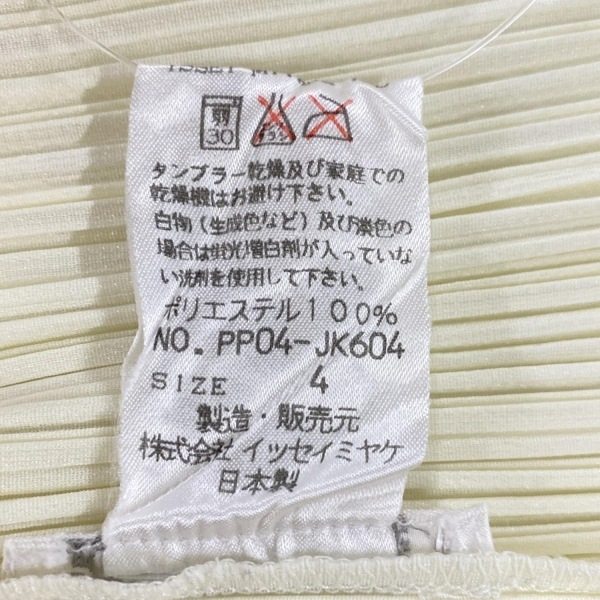 弱
30
エンソ
タンブラー乾燥及び家庭での
乾燥機はお避け下さい。
白物（生成色など）及び淡色の
場合は蛍光増白剤が入っていな
い洗剤を使用して下さい。
ポリエステル100%
NO. PP04-JK604
SIZE 4
製造・販売元
株式会社 イッセイミヤケ
日本製